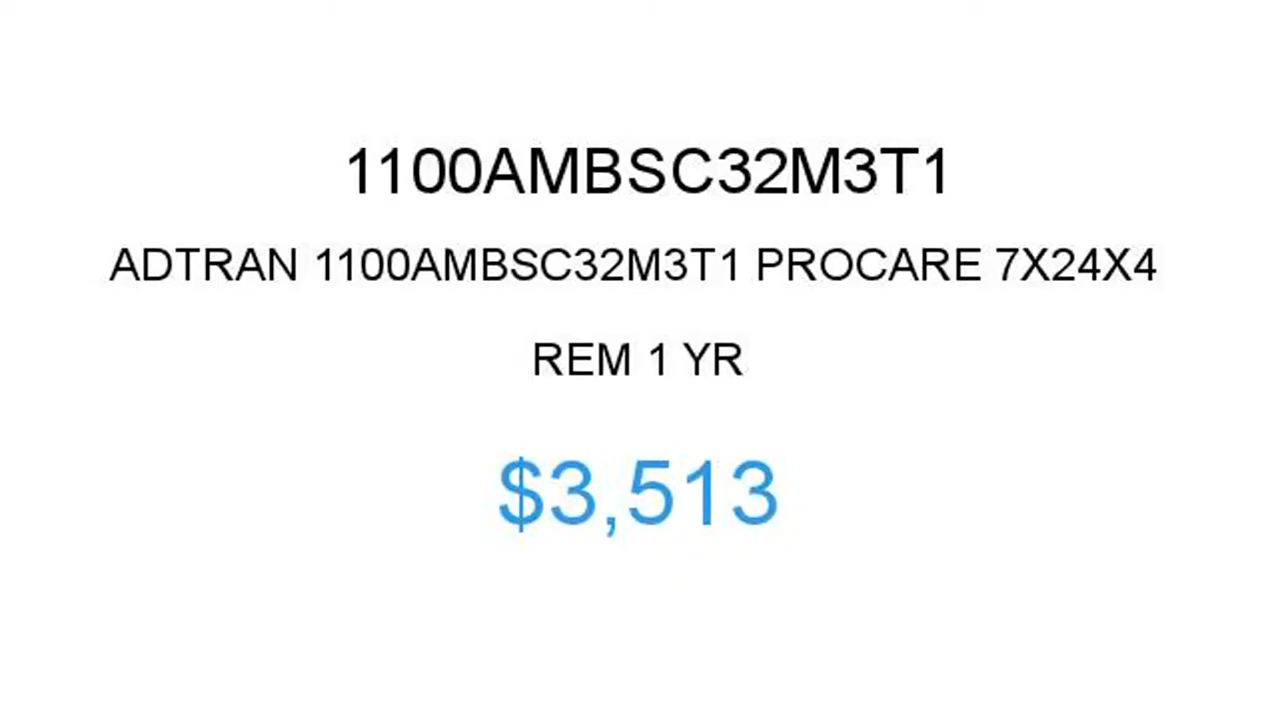 1100AMBSC32M3T1
ADTRAN 1100AMBSC32M3T1 PROCARE 7X24X4
REM 1 YR
$3,513